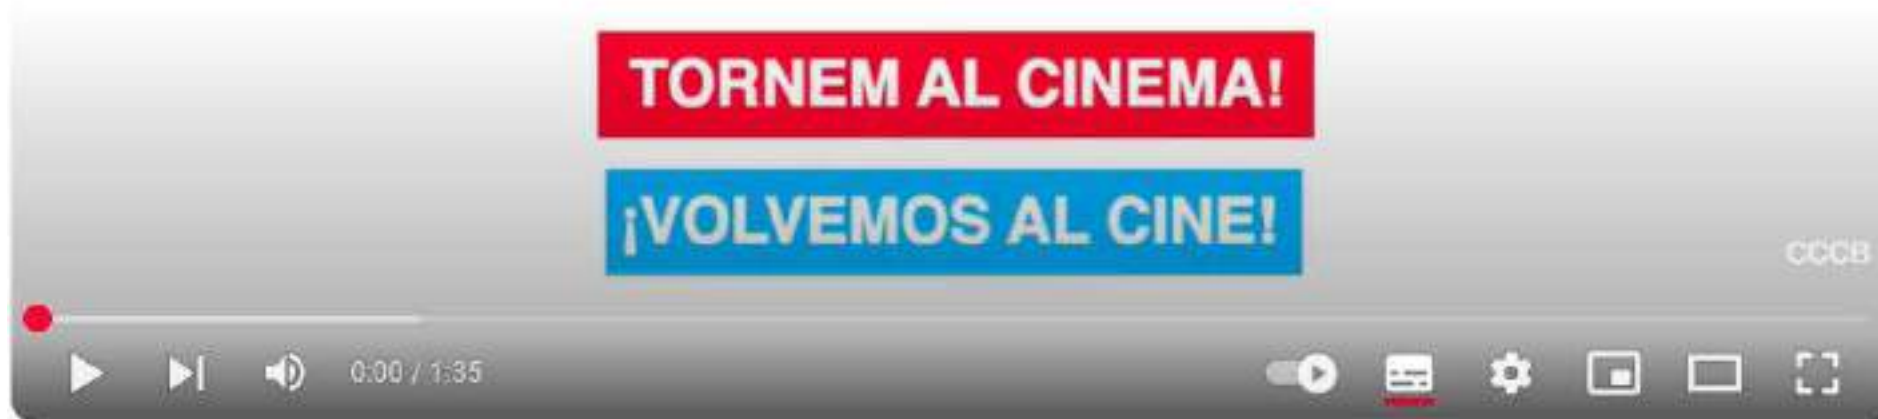 TORNEM AL CINEMA!
¡VOLVEMOS AL CINE!
CCCB
0:00 / 1:35